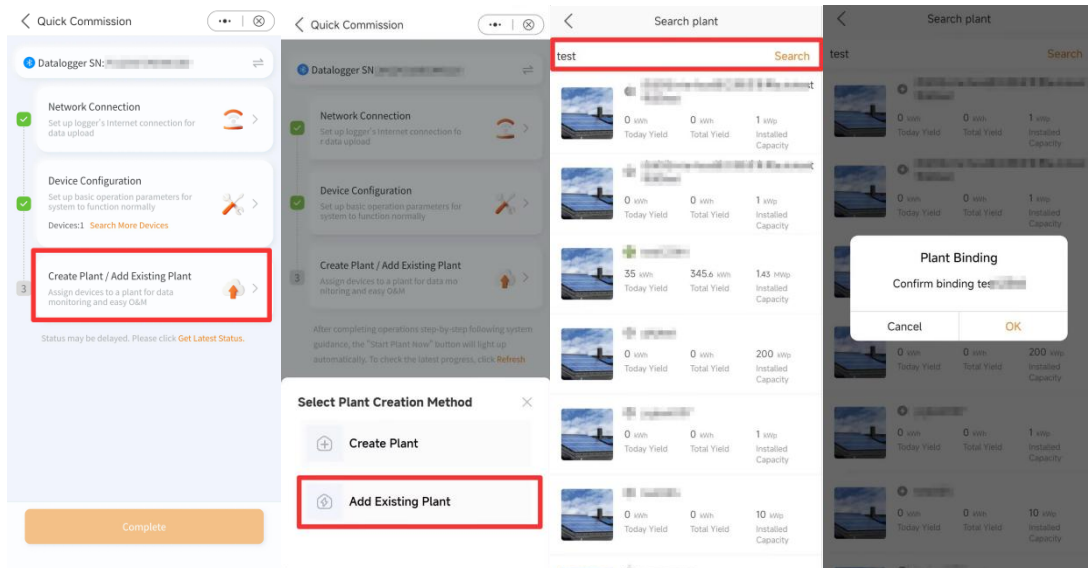 Quick Commission
Datalogger SN:
Network Connection
Set up logger's Internet connection for
data upload
Device Configuration
Set up basic operation parameters for
system to function normally
Devices:1 Search More Devices
3
Create Plant / Add Existing Plant
Assign devices to a plant for data
monitoring and easy O&M
Status may be delayed. Please click Get Latest Status.
Complete
Quick Commission
Datalogger SN
Network Connection
Set up logger's Internet connection fo
r data upload
Device Configuration
Set up basic operation parameters for
system to function normally
3
Create Plant / Add Existing Plant
Assign devices to a plant for data mo
nitoring and easy O&M
After completing operations step-by-step following system
guidance, the "Start Plant Now" button will light up
automatically. To check the latest progress, click Refresh
Select Plant Creation Method
Create Plant
Add Existing Plant
Search plant
test Search
0 kWh 0 kWh 1 kWp
Today Yield Total Yield Installed
Capacity
0 kWh 0 kWh 1 kWp
Today Yield Total Yield Installed
Capacity
35 kWh 345.6 kWh 1.43 MWp
Today Yield Total Yield Installed
Capacity
0 kWh 0 kWh 200 kWp
Today Yield Total Yield Installed
Capacity
0 kWh 0 kWh 1 kWp
Today Yield Total Yield Installed
Capacity
0 kWh 0 kWh 10 kWp
Today Yield Total Yield Installed
Capacity
Search plant
test Search
0 kWh 0 kWh 1 kWp
Today Yield Total Yield Installed
Capacity
0 kWh 0 kWh 1 kWp
Today Yield Total Yield Installed
Capacity
Plant Binding
Confirm binding tes
Cancel OK
0 kWh 0 kWh 200 kWp
Today Yield Total Yield Installed
Capacity
0 kWh 0 kWh 1 kWp
Today Yield Total Yield Installed
Capacity
0 kWh 0 kWh 10 kWp
Today Yield Total Yield Installed
Capacity